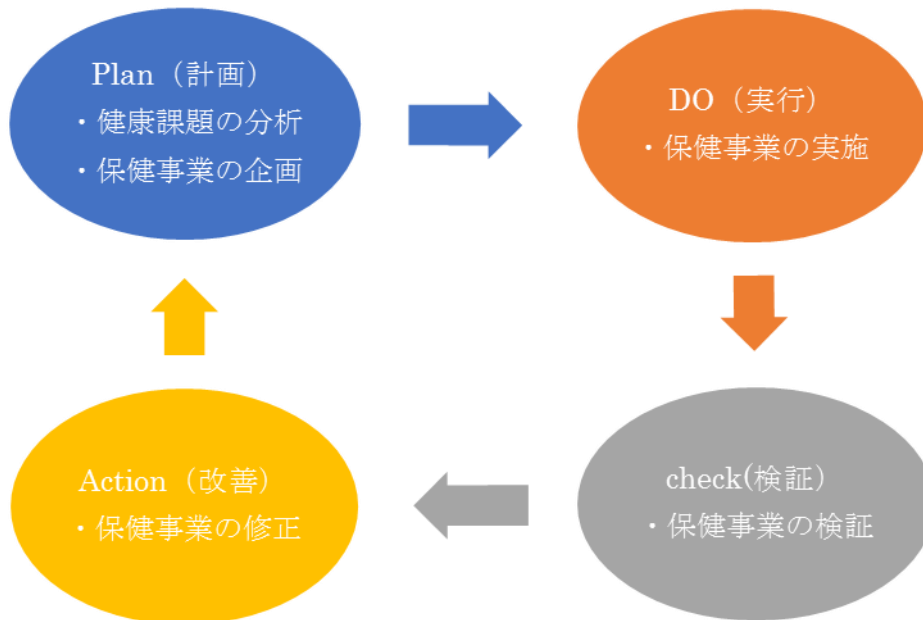 Plan（計画）
・健康課題の分析
・保健事業の企画
DO（実行）
・保健事業の実施
Action（改善）
・保健事業の修正
check(検証）
・保健事業の検証